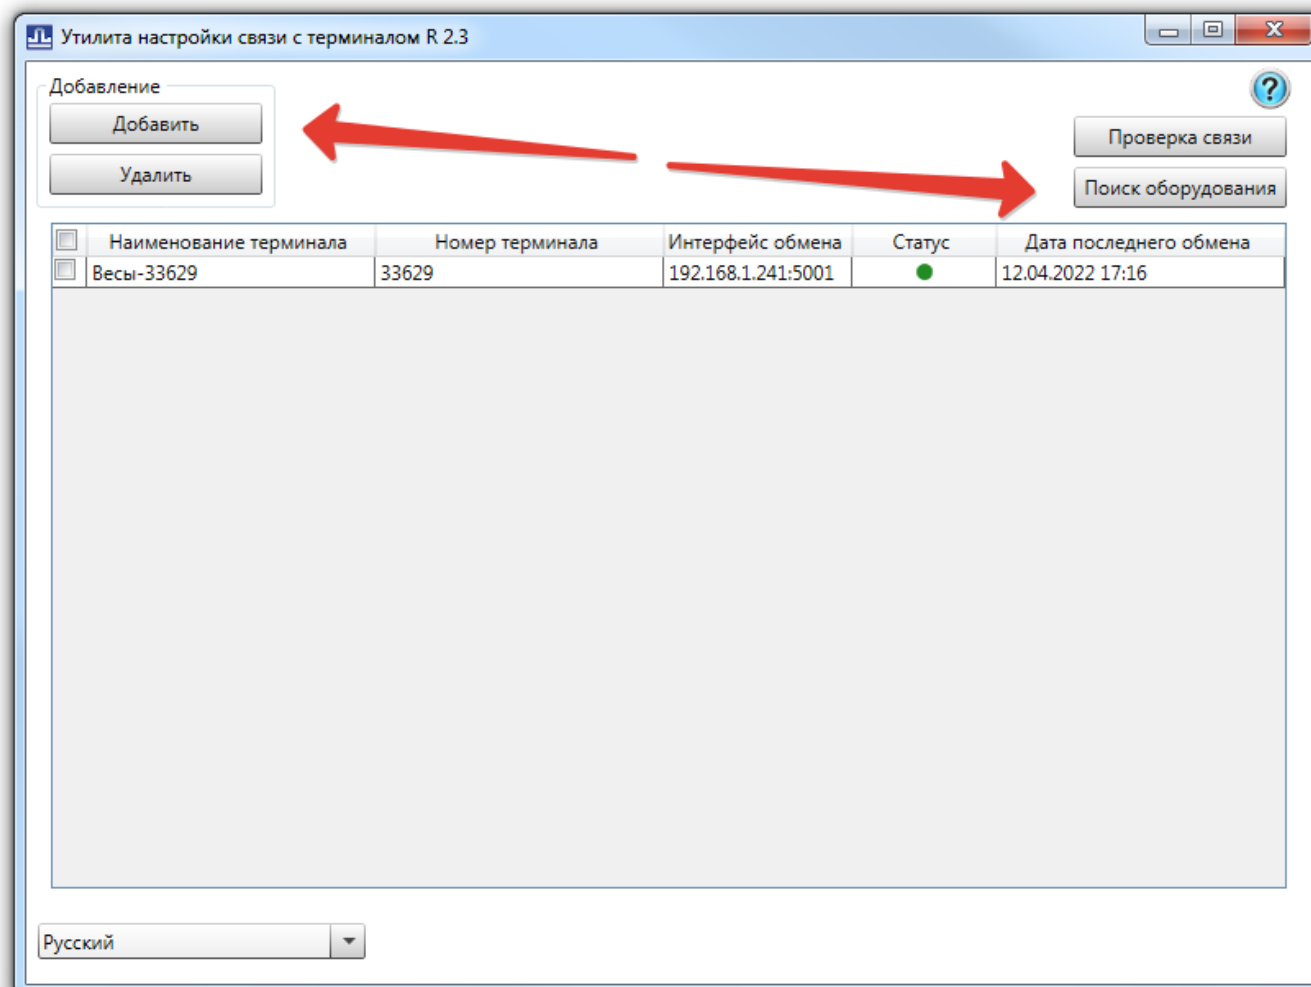 Утилита настройки связи с терминалом R 2.3
Добавление
Добавить
Удалить
?
Проверка связи
Поиск оборудования
Наименование терминала Номер терминала Интерфейс обмена Статус Дата последнего обмена
Весы-33629 33629 192.168.1.241:5001 12.04.2022 17:16
Русский